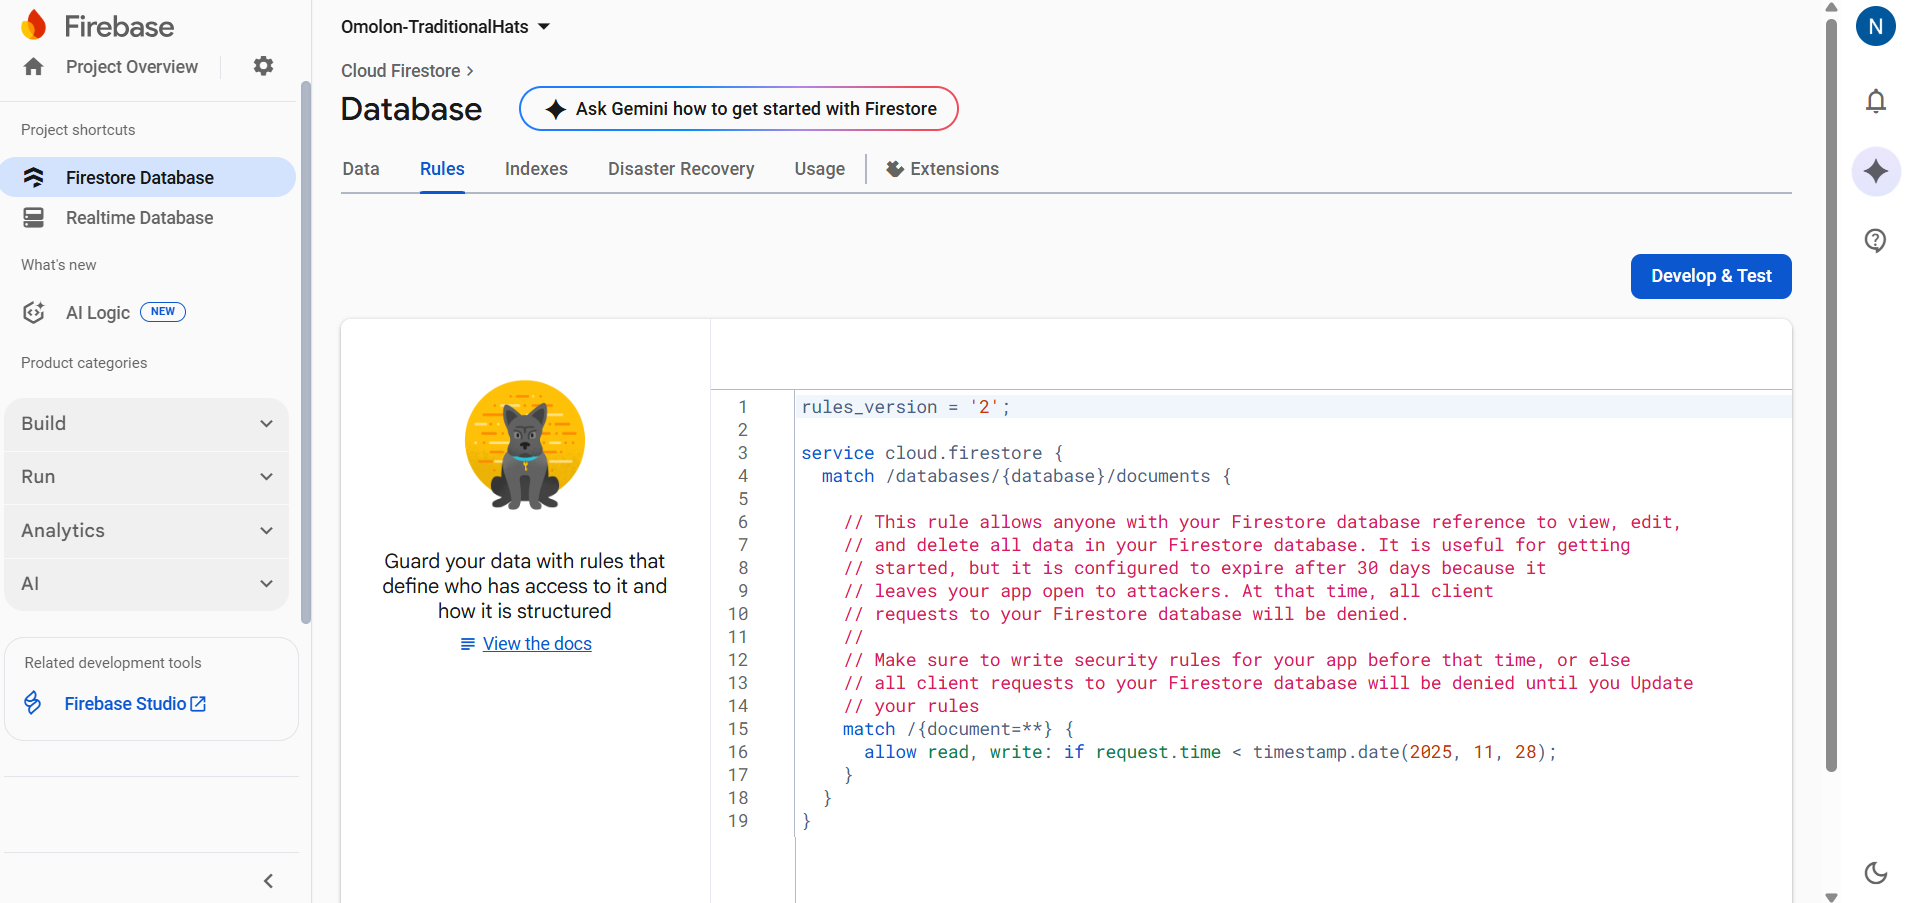 Firebase
Project Overview
Project shortcuts
Firestore Database
Realtime Database
What's new
AI Logic NEW
Product categories
Build
Run
Analytics
AI
Related development tools
Firebase Studio
Omolon-TraditionalHats
Cloud Firestore
Database
Ask Gemini how to get started with Firestore
Data Rules Indexes Disaster Recovery Usage Extensions
Develop & Test
Guard your data with rules that
define who has access to it and
how it is structured
View the docs
1 rules_version = '2';
2
3 service cloud.firestore {
4 match /databases/{database}/documents {
5
6 // This rule allows anyone with your Firestore database reference to view, edit,
7 // and delete all data in your Firestore database. It is useful for getting
8 // started, but it is configured to expire after 30 days because it
9 // leaves your app open to attackers. At that time, all client
10 // requests to your Firestore database will be denied.
11 //
12 // Make sure to write security rules for your app before that time, or else
13 // all client requests to your Firestore database will be denied until you Update
14 // your rules
15 match /{document=**} {
16 allow read, write: if request.time < timestamp.date(2025, 11, 28);
17 }
18 }
19 }
N